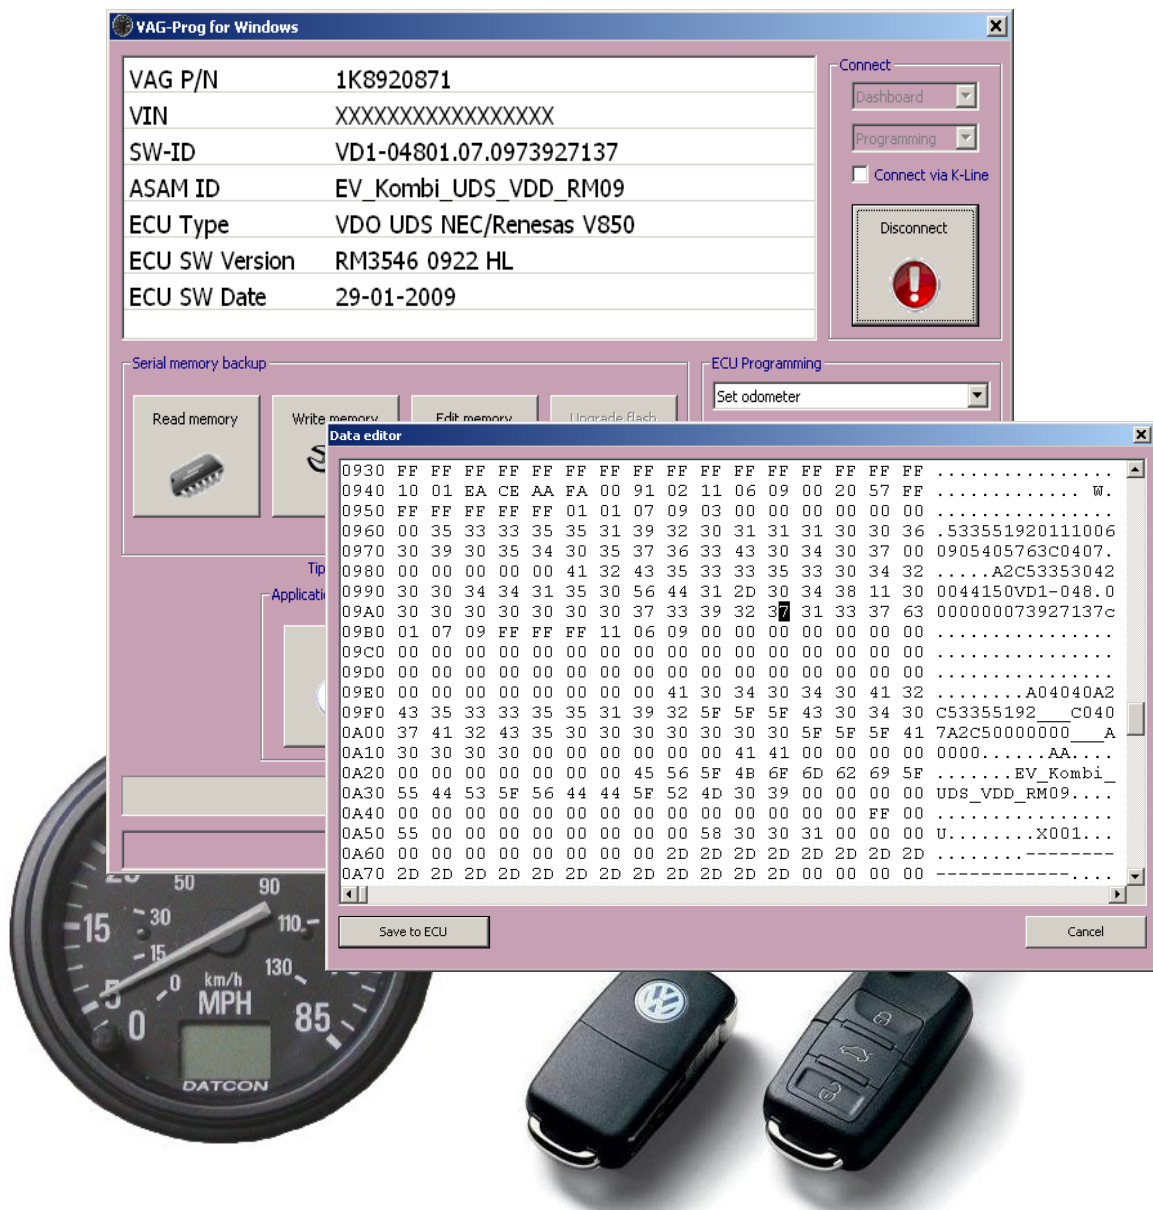 VAG-Prog for Windows
VAG P/N 1K8920871
VIN XXXXXXXXXXXXXXXXX
SW-ID VD1-04801.07.0973927137
ASAM ID EV_Kombi_UDS_VDD_RM09
ECU Type VDO UDS NEC/Renesas V850
ECU SW Version RM3546 0922 HL
ECU SW Date 29-01-2009
Connect
Dashboard
Programming
Connect via K-Line
Disconnect
Serial memory backup
Read memory
Write memory
Edit memory
Upgrade flash
ECU Programming
Set odometer
Tip
Applicati
Data editor
0930 FF FF FF FF FF FF FF FF FF FF FF FF FF FF FF FF ................
0940 10 01 EA CE AA FA 00 91 02 11 06 09 00 20 57 FF ............. W.
0950 FF FF FF FF FF 01 01 07 09 03 00 00 00 00 00 00 ................
0960 00 35 33 33 35 35 31 39 32 30 31 31 31 30 30 36 .533551920111006
0970 30 39 30 35 34 30 35 37 36 33 43 30 34 30 37 00 0905405763C0407.
0980 00 00 00 00 00 41 32 43 35 33 33 35 33 30 34 32 .....A2C53353042
0990 30 30 34 34 31 35 30 56 44 31 2D 30 34 38 11 30 0044150VD1-048.0
09A0 30 30 30 30 30 30 30 37 33 39 32 37 31 33 37 63 000000073927137c
09B0 01 07 09 FF FF FF 11 06 09 00 00 00 00 00 00 00 ................
09C0 00 00 00 00 00 00 00 00 00 00 00 00 00 00 00 00 ................
09D0 00 00 00 00 00 00 00 00 00 00 00 00 00 00 00 00 ................
09E0 00 00 00 00 00 00 00 00 41 30 34 30 34 30 41 32 ........A04040A2
09F0 43 35 33 33 35 35 31 39 32 5F 5F 5F 43 30 34 30 C53355192___C040
0A00 37 41 32 43 35 30 30 30 30 30 30 30 5F 5F 5F 41 7A2C50000000___A
0A10 30 30 30 30 00 00 00 00 00 00 41 41 00 00 00 00 0000......AA....
0A20 00 00 00 00 00 00 00 45 56 5F 4B 6F 6D 62 69 5F .......EV_Kombi_
0A30 55 44 53 5F 56 44 44 5F 52 4D 30 39 00 00 00 00 UDS_VDD_RM09....
0A40 00 00 00 00 00 00 00 00 00 00 00 00 00 00 FF 00 ................
0A50 55 00 00 00 00 00 00 00 00 58 30 30 31 00 00 00 U........X001...
0A60 00 00 00 00 00 00 00 00 2D 2D 2D 2D 2D 2D 2D 2D ........--------
0A70 2D 2D 2D 2D 2D 2D 2D 2D 2D 2D 2D 2D 00 00 00 00 ------------....
Save to ECU
Cancel
50
90
30
110
15
15
130
0
km/h
5
MPH
0
85
DATCON